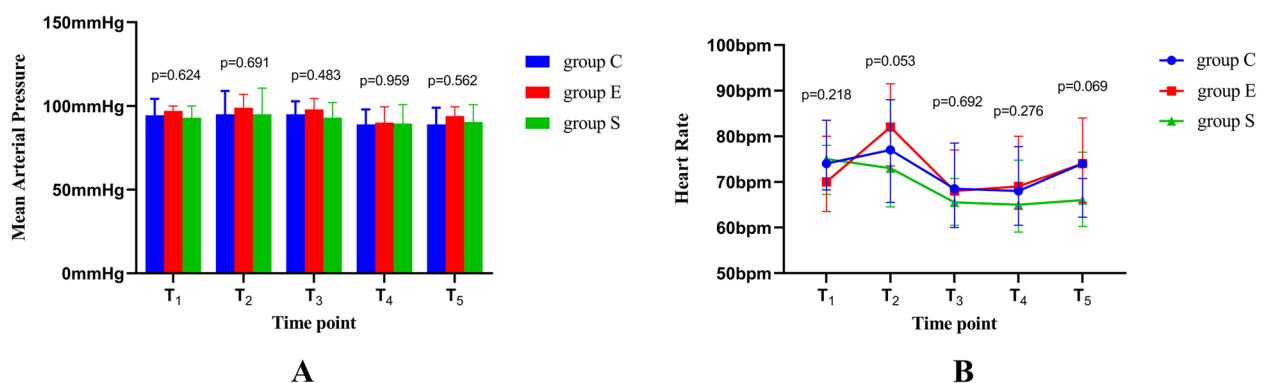 150mmHg
100mmHg
50mmHg
0mmHg
Mean Arterial Pressure
p=0.624
p=0.691
p=0.483
p=0.959
p=0.562
T1
T2
T3
T4
T5
Time point
group C
group E
group S
A
100bpm
90bpm
80bpm
70bpm
60bpm
50bpm
Heart Rate
p=0.218
p=0.053
p=0.692
p=0.276
p=0.069
T1
T2
T3
T4
T5
Time point
group C
group E
group S
B